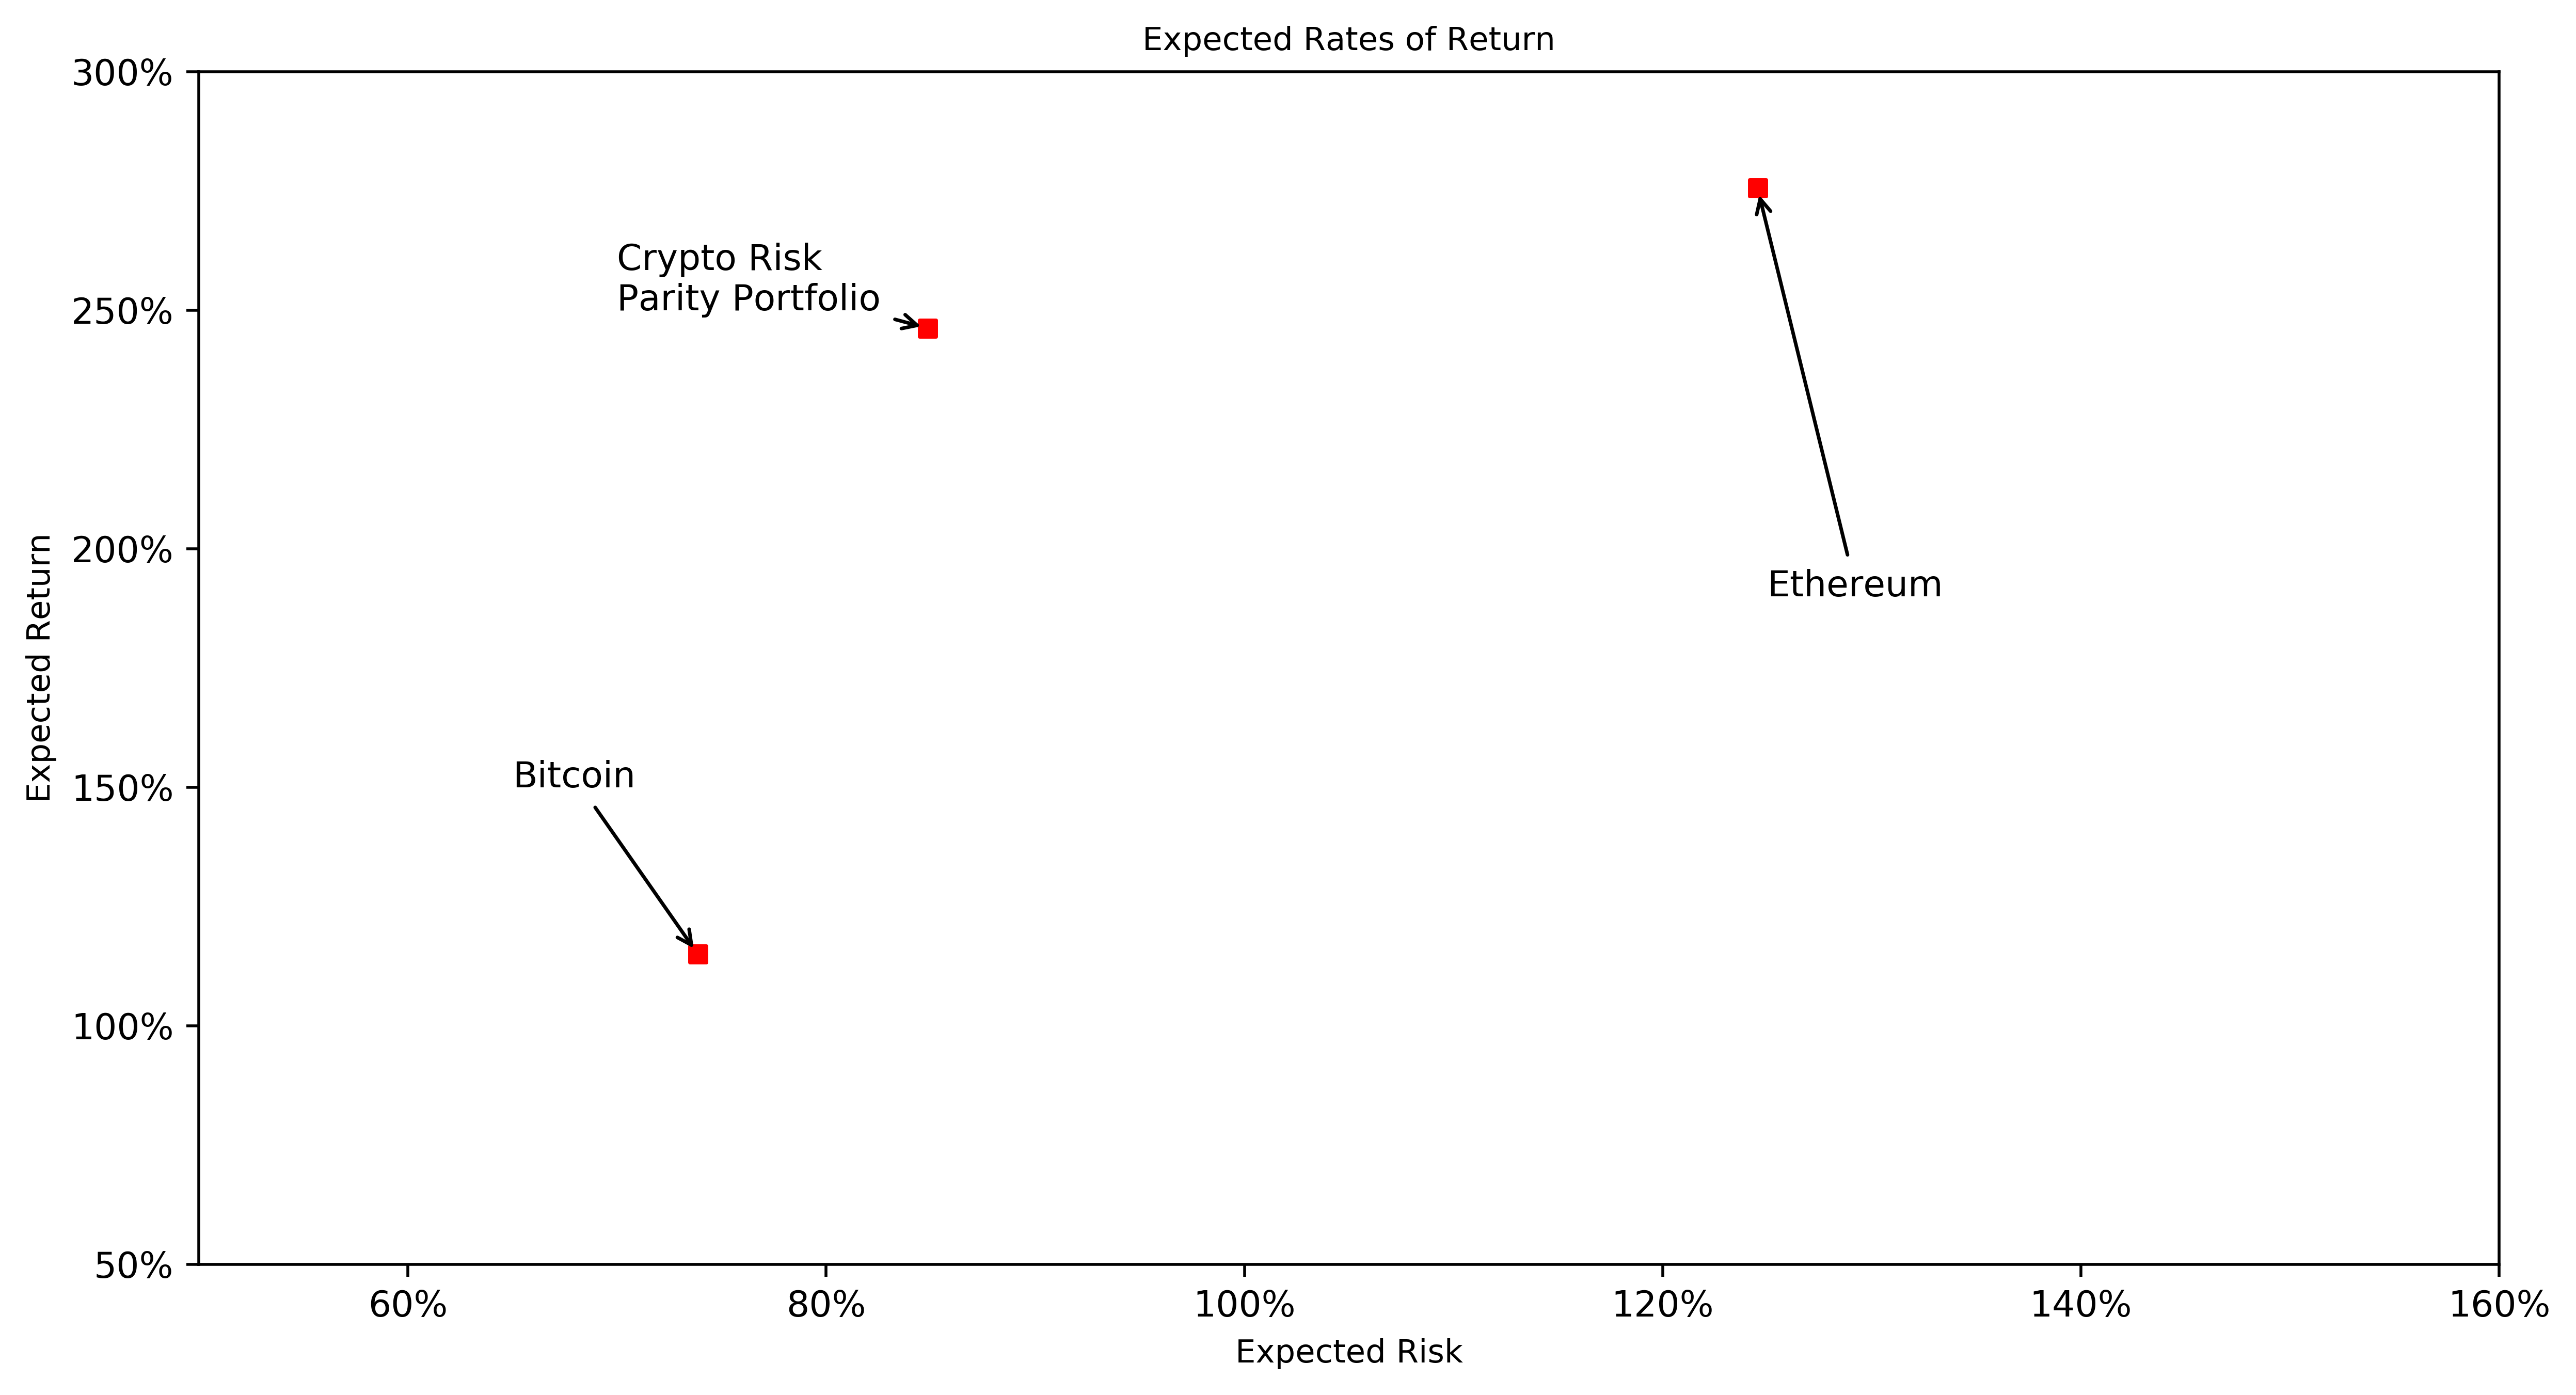 Expected Rates of Return
300%
250%
200%
150%
100%
50%
Expected Return
Crypto Risk
Parity Portfolio
Ethereum
Bitcoin
60%
80%
100%
120%
140%
160%
Expected Risk